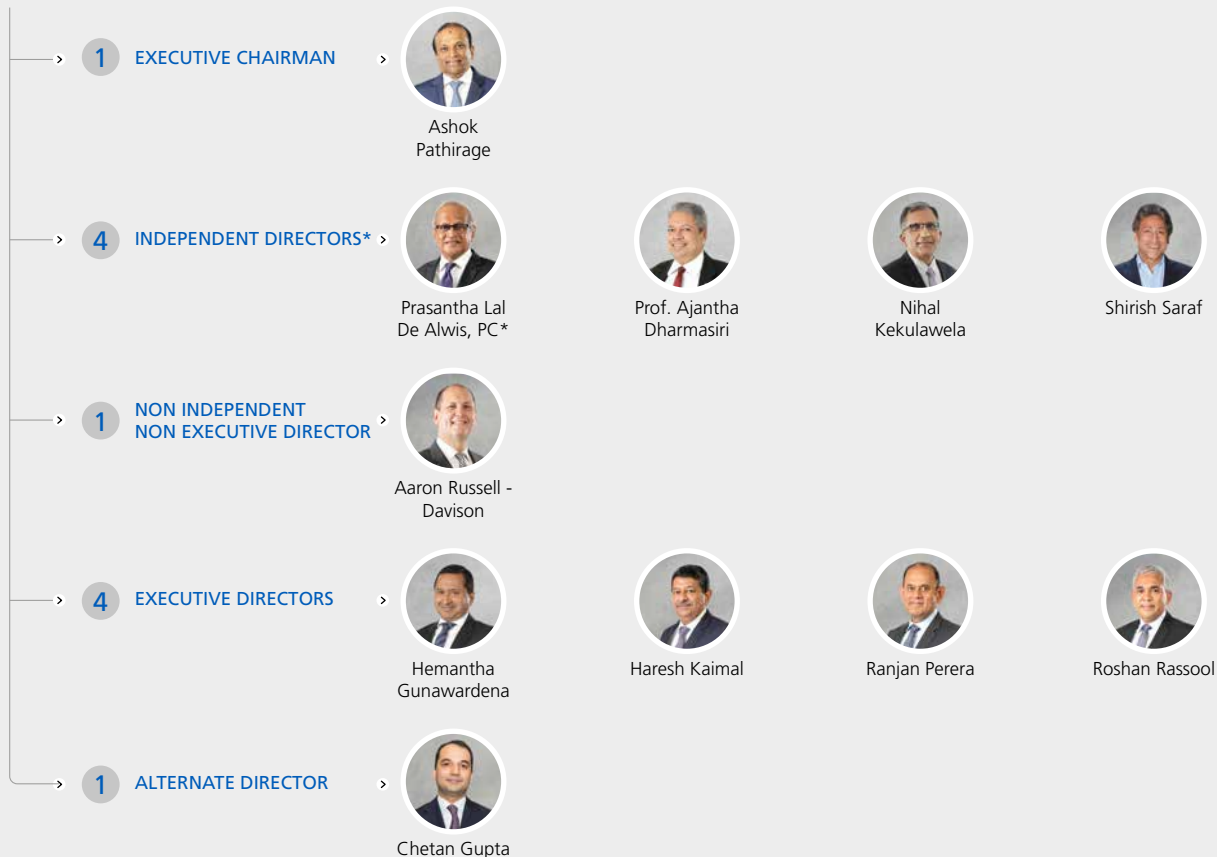 1 EXECUTIVE CHAIRMAN
Ashok
Pathirage
4 INDEPENDENT DIRECTORS*
Prasantha Lal
De Alwis, PC*
Prof. Ajantha
Dharmasiri
Nihal
Kekulawela
Shirish Saraf
1 NON INDEPENDENT
NON EXECUTIVE DIRECTOR
Aaron Russell -
Davison
4 EXECUTIVE DIRECTORS
Hemantha
Gunawardena
Haresh Kaimal
Ranjan Perera
Roshan Rassool
1 ALTERNATE DIRECTOR
Chetan Gupta